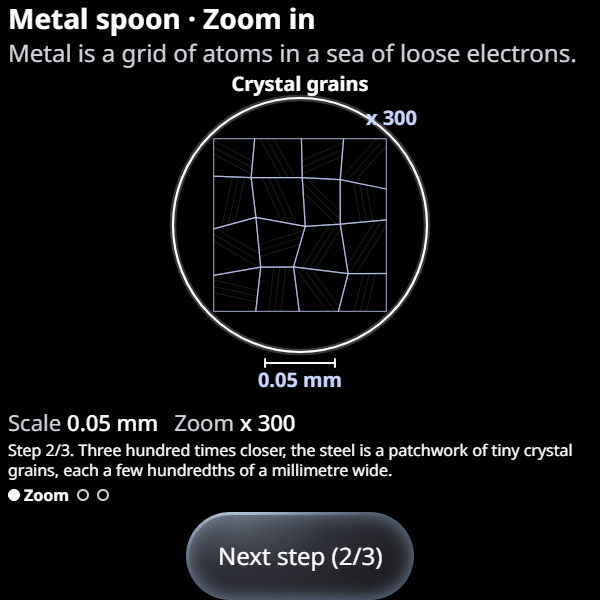 Metal spoon · Zoom in
Metal is a grid of atoms in a sea of loose electrons.
Crystal grains
x 300
0.05 mm
Scale 0.05 mm Zoom x 300
Step 2/3. Three hundred times closer, the steel is a patchwork of tiny crystal
grains, each a few hundredths of a millimetre wide.
Zoom
Next step (2/3)